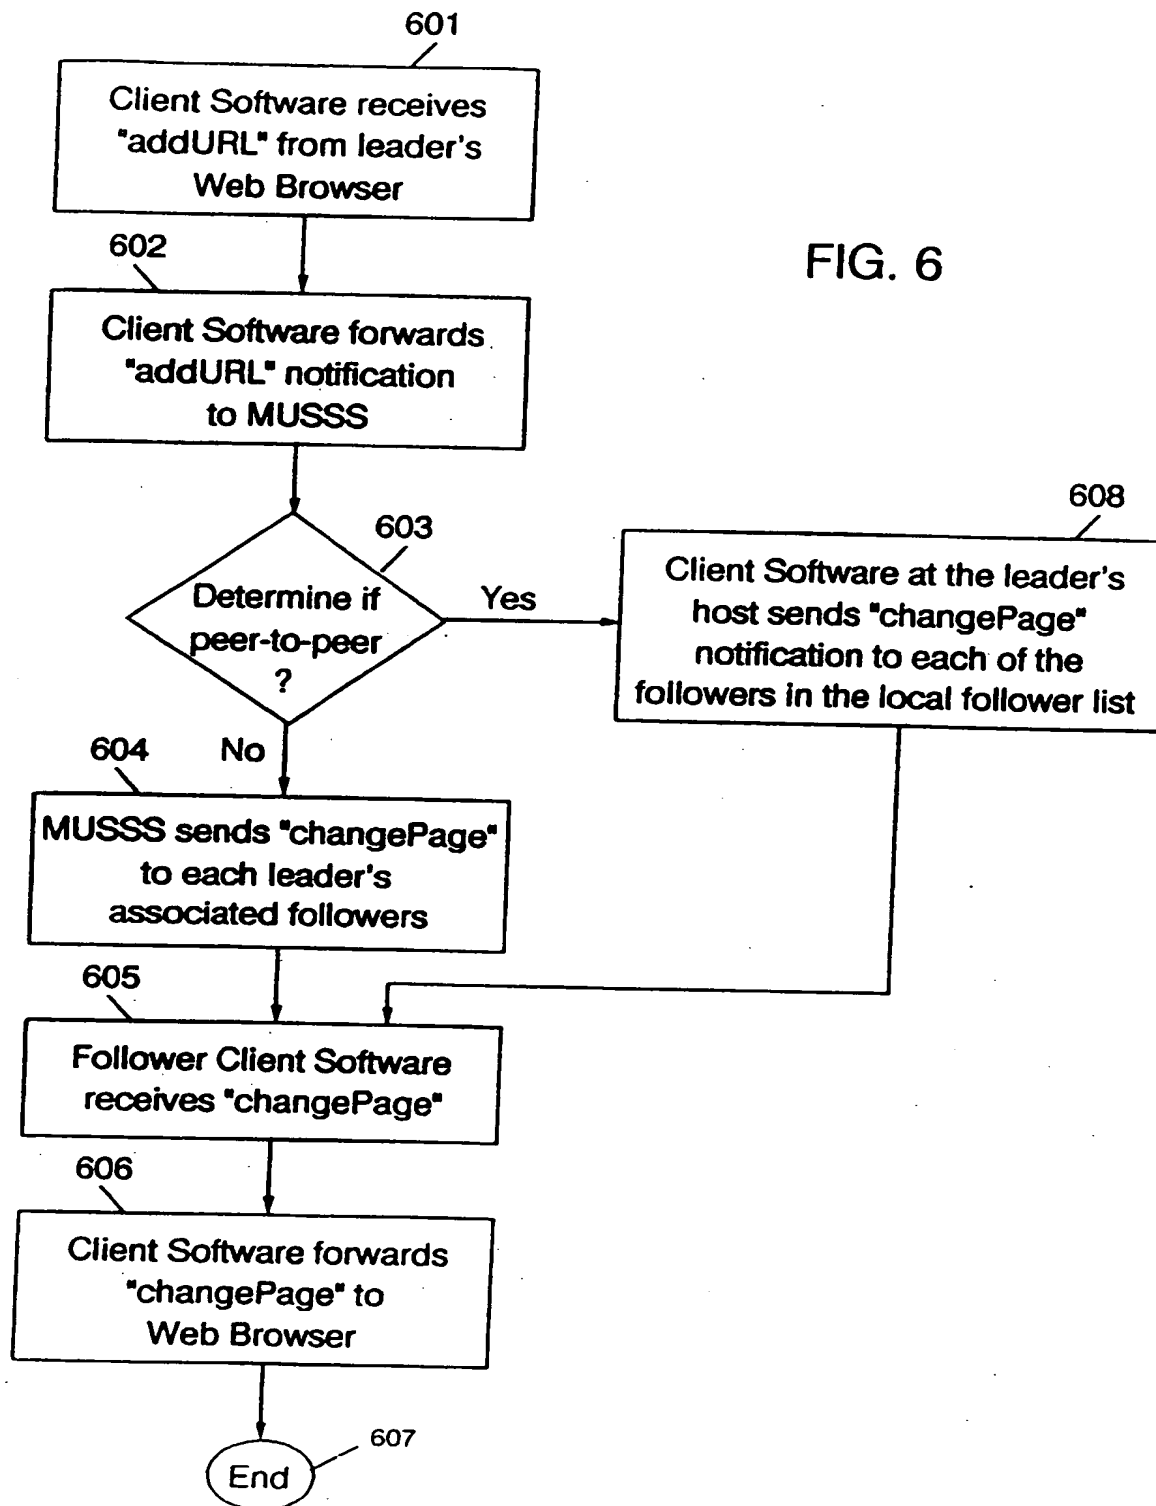 601
Client Software receives
"addURL" from leader's
Web Browser
602
FIG. 6
Client Software forwards
"addURL" notification
to MUSSS
603
Determine if
peer-to-peer
?
Yes
608
Client Software at the leader's
host sends "changePage"
notification to each of the
followers in the local follower list
No
604
MUSSS sends "changePage"
to each leader's
associated followers
605
Follower Client Software
receives "changePage"
606
Client Software forwards
"changePage" to
Web Browser
607
End